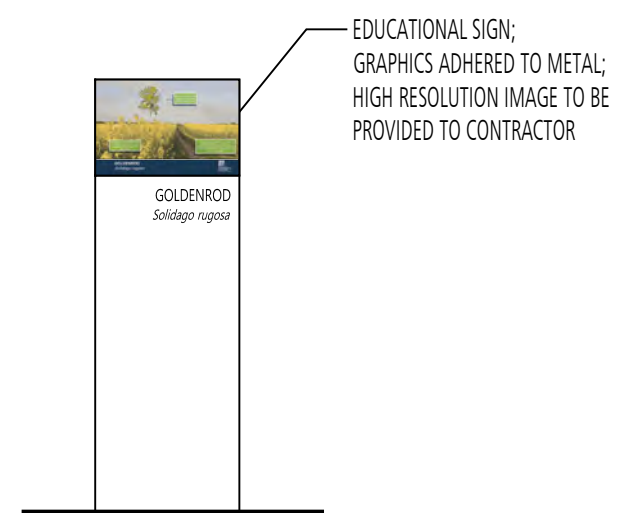 EDUCATIONAL SIGN;
GRAPHICS ADHERED TO METAL;
HIGH RESOLUTION IMAGE TO BE
PROVIDED TO CONTRACTOR
GOLDENROD
Solidago rugosa